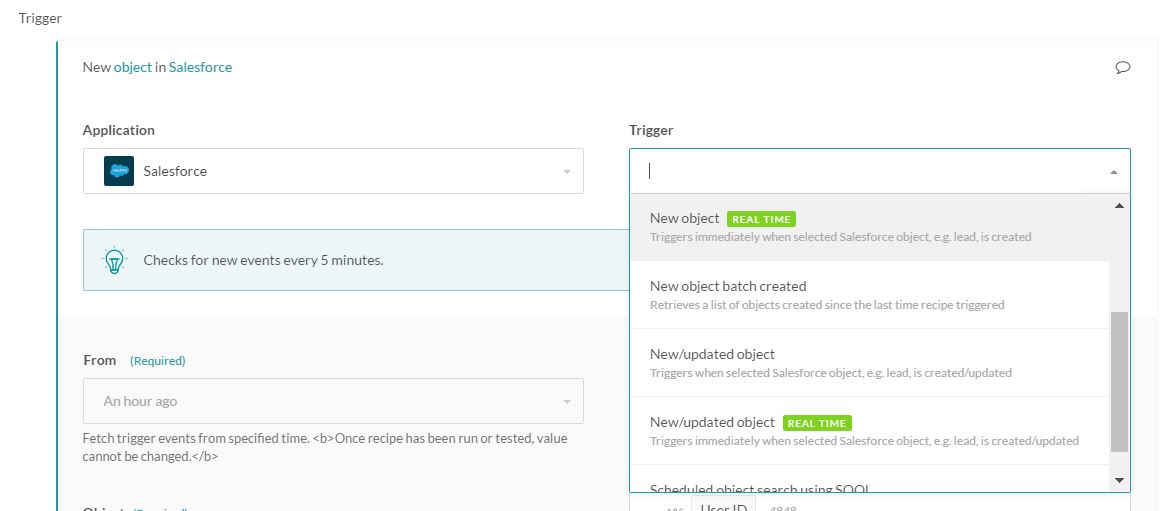 Trigger
New object in Salesforce
Application
Trigger
Salesforce
New object REAL TIME
Triggers immediately when selected Salesforce object, e.g. lead, is created
Checks for new events every 5 minutes.
New object batch created
Retrieves a list of objects created since the last time recipe triggered
New/updated object
Triggers when selected Salesforce object, e.g. lead, is created/updated
From (Required)
An hour ago
New/updated object REAL TIME
Triggers immediately when selected Salesforce object, e.g. lead, is created/updated
Fetch trigger events from specified time. <b>Once recipe has been run or tested, value
cannot be changed.</b>
Scheduled object search using SOQL
Object (Required)
User ID 4848